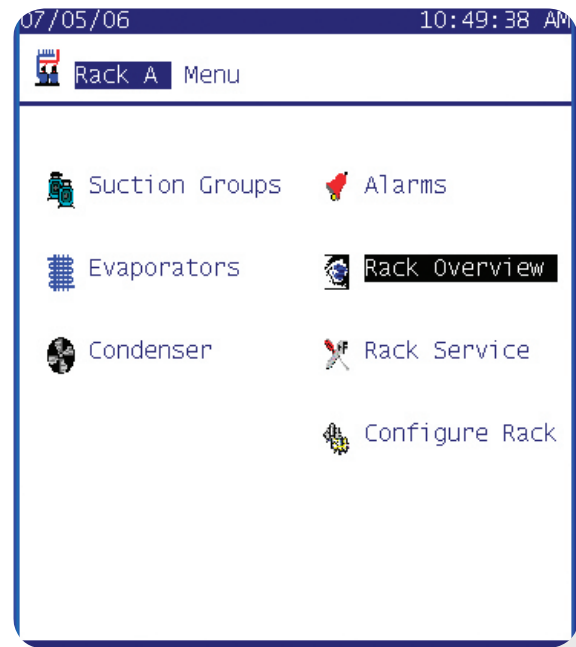 07/05/06 10:49:38 AM
Rack A Menu
Suction Groups Alarms
Evaporators Rack Overview
Condenser Rack Service
Configure Rack